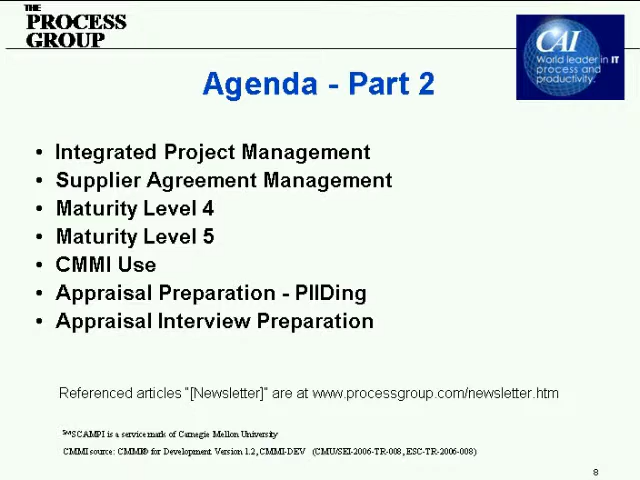 THE
PROCESS
GROUP
CAI
World leader in IT
process and
productivity.
Agenda - Part 2
• Integrated Project Management
• Supplier Agreement Management
• Maturity Level 4
• Maturity Level 5
• CMMI Use
• Appraisal Preparation - PIIDing
• Appraisal Interview Preparation
Referenced articles "[Newsletter]" are at www.processgroup.com/newsletter.htm
SMSCAMPI is a service mark of Carnegie Mellon University
CMMI source: CMMI® for Development Version 1.2, CMMI-DEV (CMU/SEI-2006-TR-008, ESC-TR-2006-008)
8